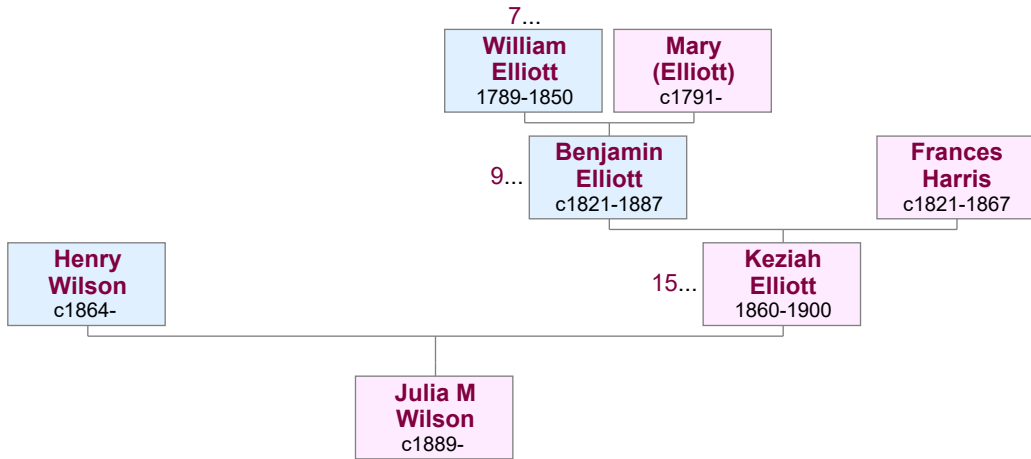 7...
William
Elliott
1789-1850
Mary
(Elliott)
c1791-
9...
Benjamin
Elliott
c1821-1887
Frances
Harris
c1821-1867
Henry
Wilson
c1864-
15...
Keziah
Elliott
1860-1900
Julia M
Wilson
c1889-